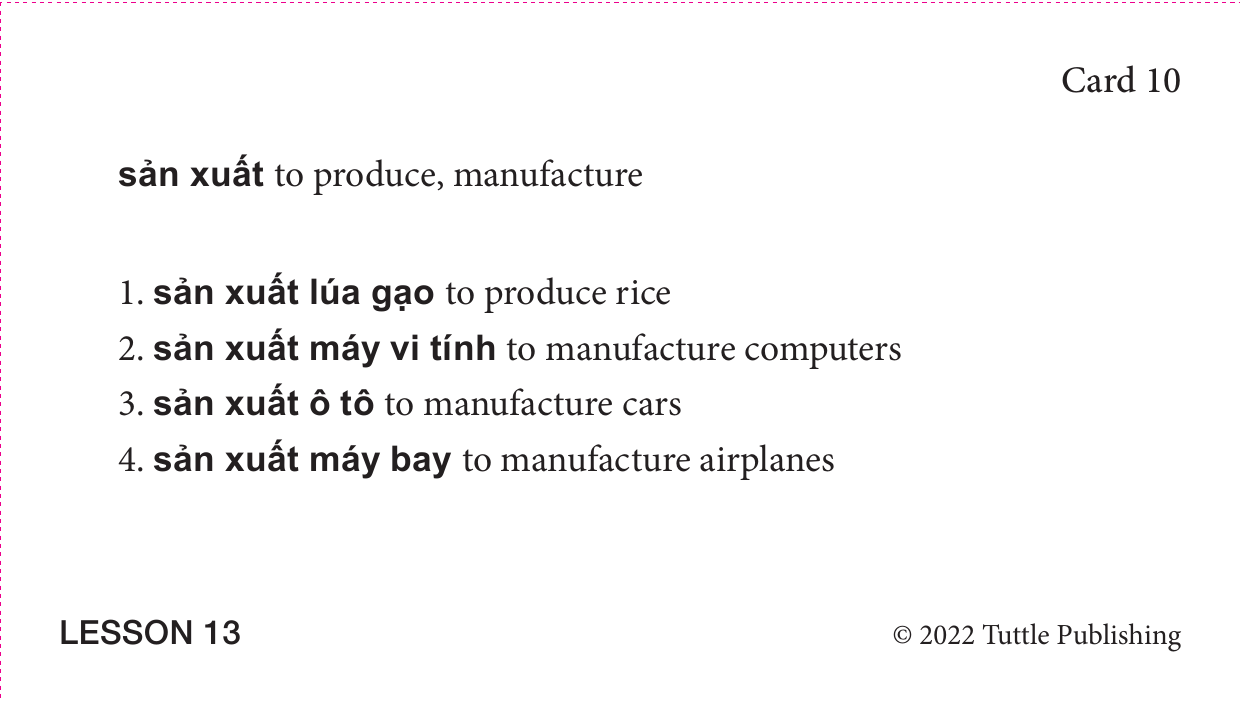 Card 10
sản xuất to produce, manufacture
1. sản xuất lúa gạo to produce rice
2. sản xuất máy vi tính to manufacture computers
3. sản xuất ô tô to manufacture cars
4. sản xuất máy bay to manufacture airplanes
LESSON 13
© 2022 Tuttle Publishing